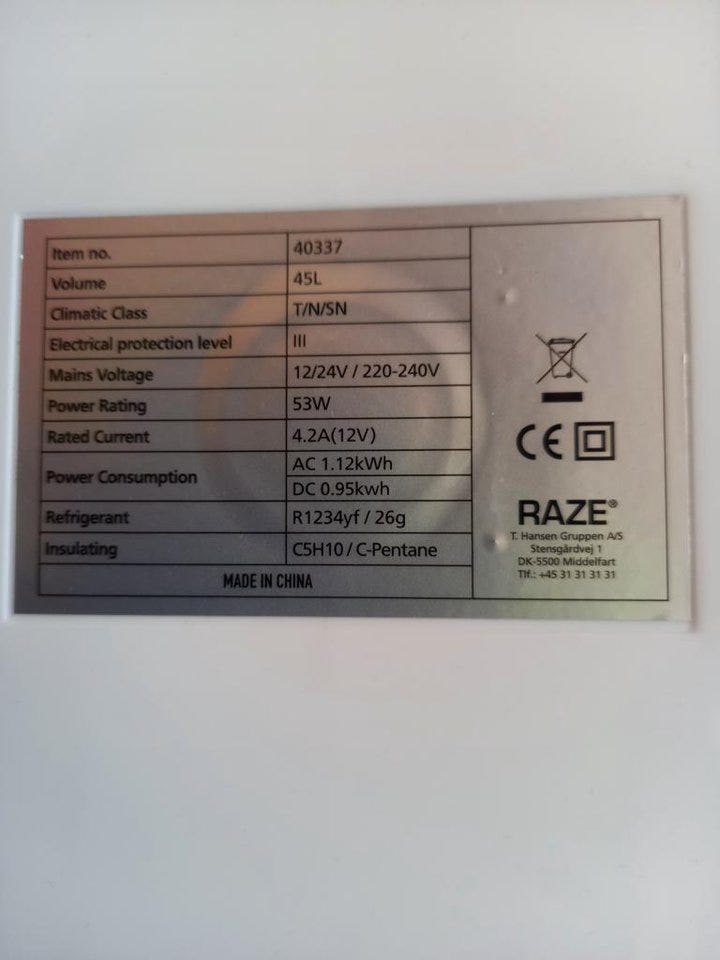 Item no. 40337
Volume 45L
Climatic Class T/N/SN
Electrical protection level III
Mains Voltage 12/24V / 220-240V
Power Rating 53W
Rated Current 4.2A(12V)
Power Consumption AC 1.12kWh
DC 0.95kwh
Refrigerant R1234yf / 26g
Insulating C5H10 / C-Pentane
MADE IN CHINA
CE
RAZE®
T. Hansen Gruppen A/S
Stensgårdvej 1
DK-5500 Middelfart
Tlf.: +45 31 31 31 31